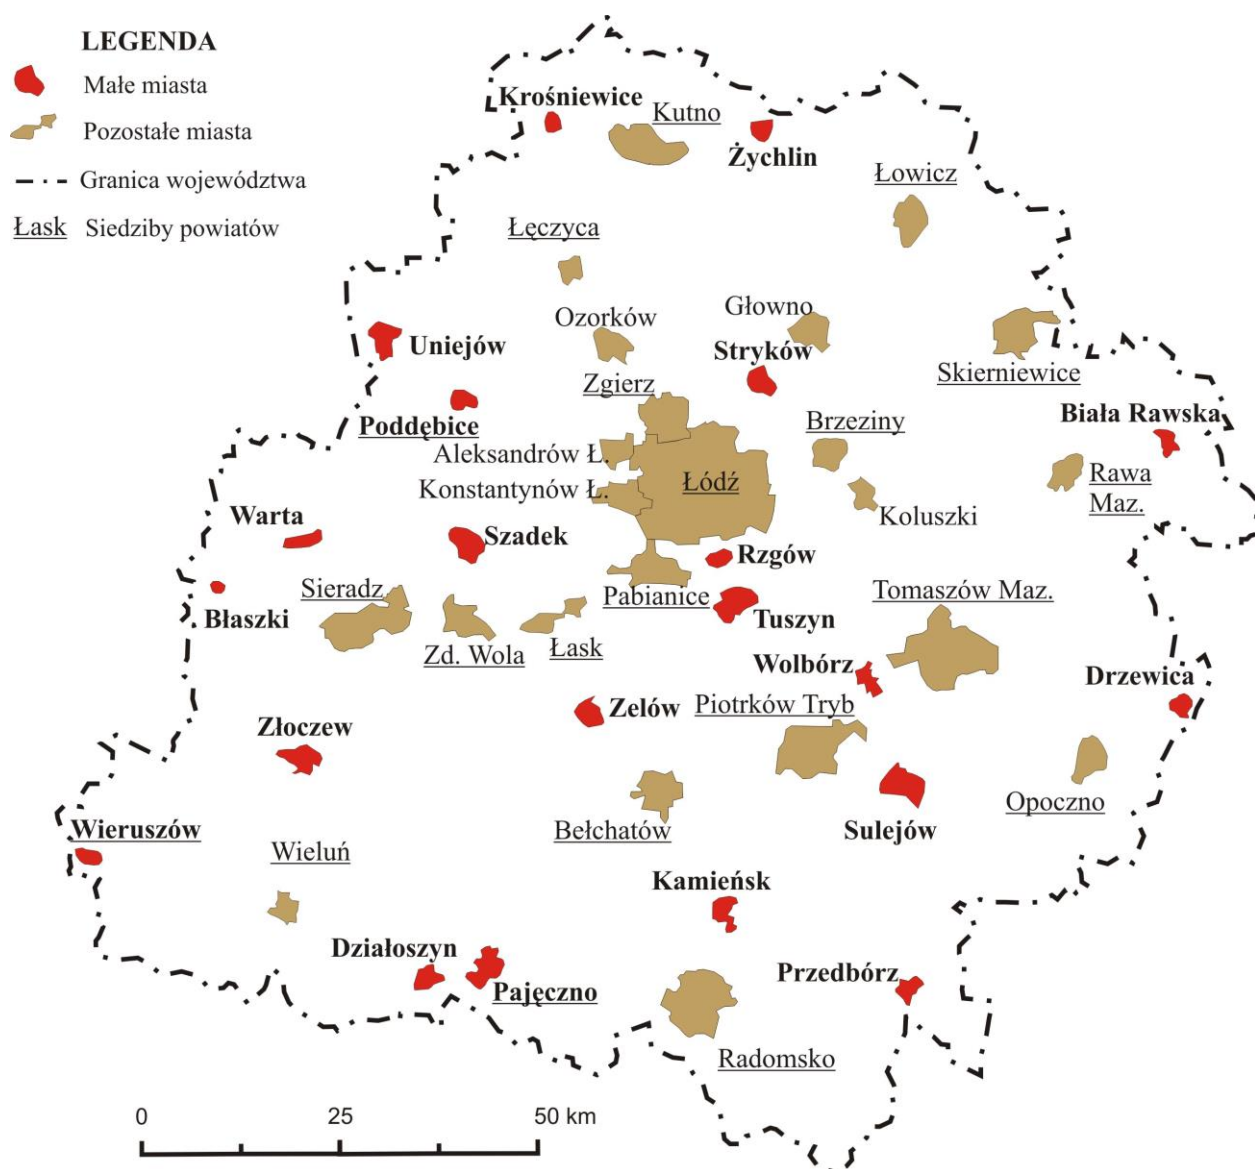 LEGENDA
Małe miasta
Pozostałe miasta
Granica województwa
Łask Siedziby powiatów
Krośniewice
Kutno
Żychlin
Łowicz
Łęczyca
Ozorków
Głowno
Uniejów
Stryków
Zgierz
Skierniewice
Poddębice
Brzeziny
Biała Rawska
Aleksandrów Ł.
Łódź
Rawa
Maz.
Konstantynów Ł.
Koluszki
Warta
Szadek
Rzgów
Sieradz
Pabianice
Tomaszów Maz.
Błaszki
Tuszyn
Zd. Wola
Łask
Wolbórz
Drzewica
Piotrków Tryb
Zelów
Złoczew
Opoczno
Wieruszów
Bełchatów
Sulejów
Wieluń
Kamieńsk
Działoszyn
Przedbórz
Pajęczno
Radomsko
0 25 50 km